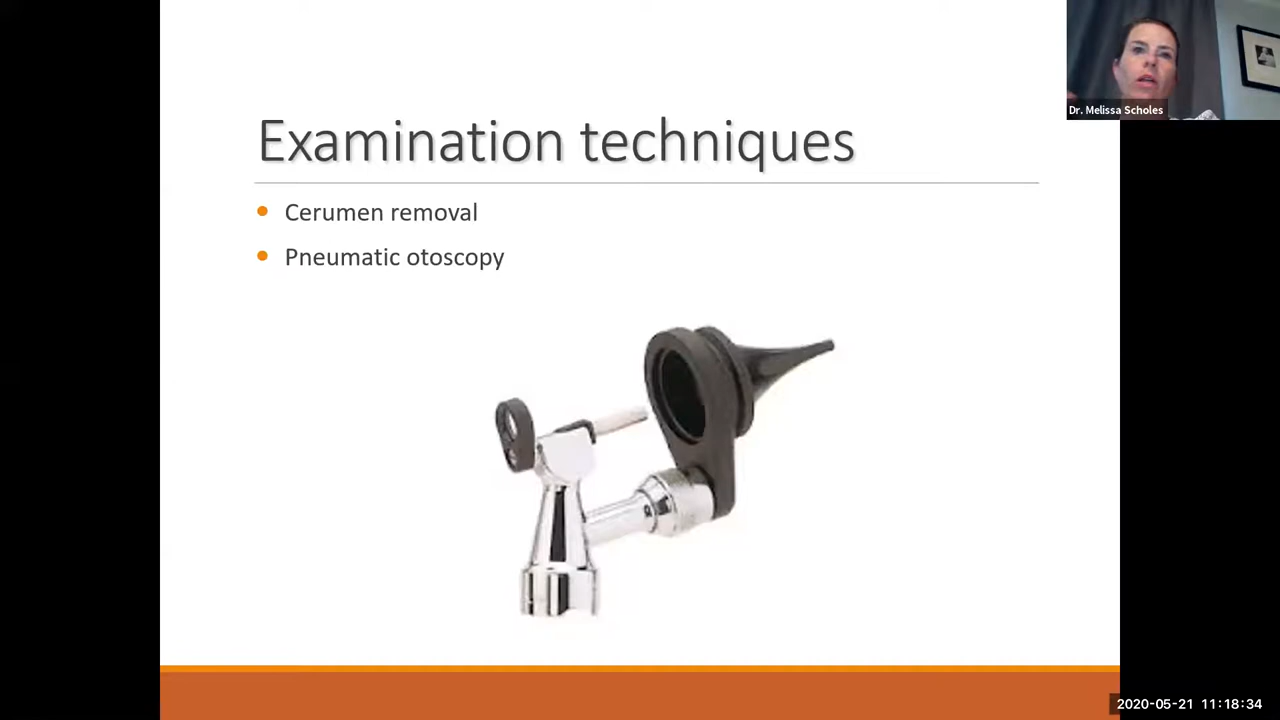 Dr. Melissa Scholes
Examination techniques
Cerumen removal
Pneumatic otoscopy
2020-05-21 11:18:34